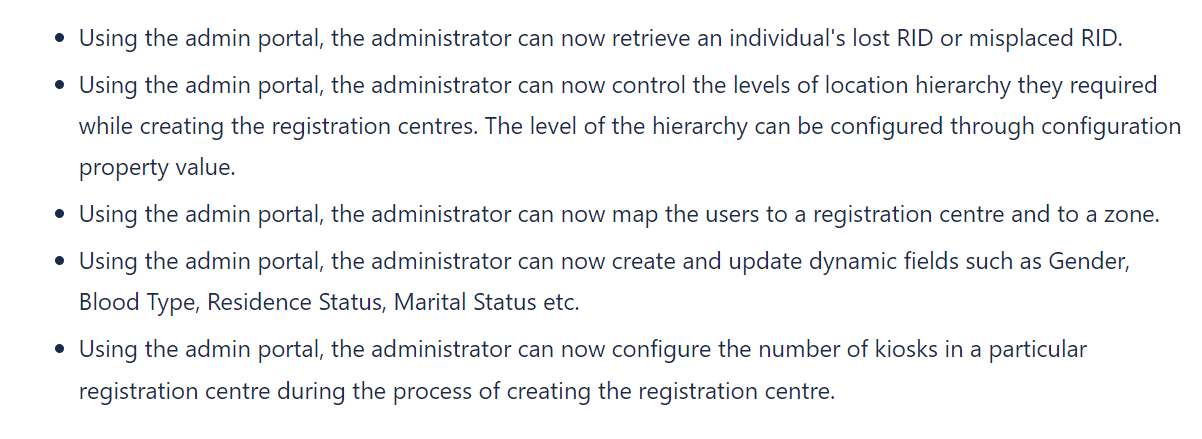 • Using the admin portal, the administrator can now retrieve an individual's lost RID or misplaced RID.
• Using the admin portal, the administrator can now control the levels of location hierarchy they required
while creating the registration centres. The level of the hierarchy can be configured through configuration
property value.
• Using the admin portal, the administrator can now map the users to a registration centre and to a zone.
• Using the admin portal, the administrator can now create and update dynamic fields such as Gender,
Blood Type, Residence Status, Marital Status etc.
• Using the admin portal, the administrator can now configure the number of kiosks in a particular
registration centre during the process of creating the registration centre.